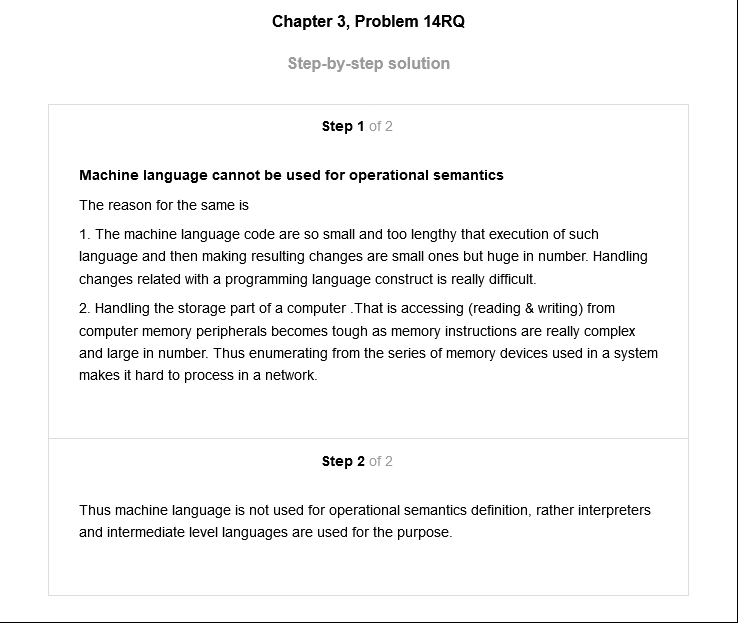 Chapter 3, Problem 14RQ
Step-by-step solution
Step 1 of 2
Machine language cannot be used for operational semantics
The reason for the same is
1. The machine language code are so small and too lengthy that execution of such
language and then making resulting changes are small ones but huge in number. Handling
changes related with a programming language construct is really difficult.
2. Handling the storage part of a computer .That is accessing (reading & writing) from
computer memory peripherals becomes tough as memory instructions are really complex
and large in number. Thus enumerating from the series of memory devices used in a system
makes it hard to process in a network.
Step 2 of 2
Thus machine language is not used for operational semantics definition, rather interpreters
and intermediate level languages are used for the purpose.